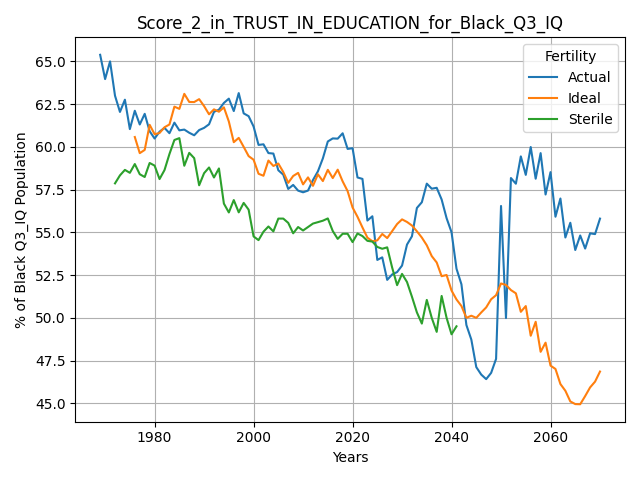 Score_2_in_TRUST_IN_EDUCATION_for_Black_Q3_IQ
Fertility
Actual
Ideal
Sterile
% of Black Q3_IQ Population
65.0
62.5
60.0
57.5
55.0
52.5
50.0
47.5
45.0
1980
2000
2020
2040
2060
Years